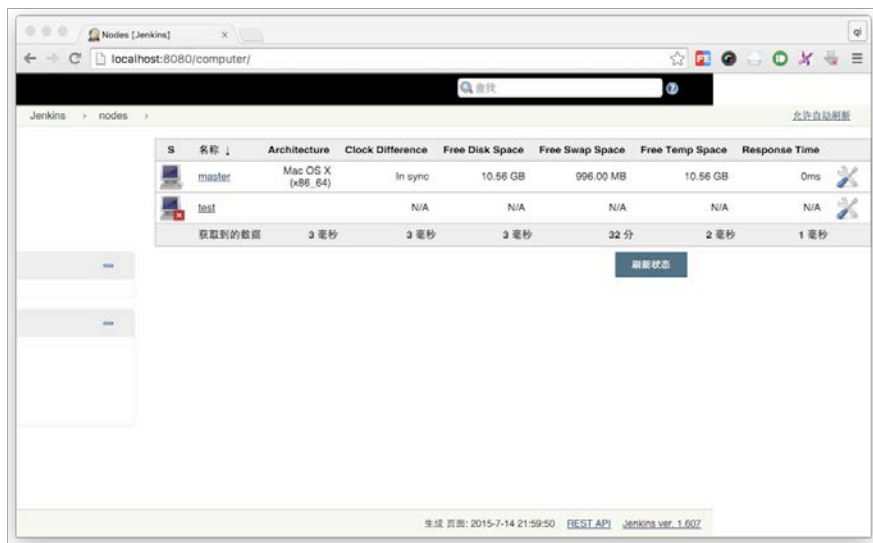 Nodes [Jenkins]
qi
localhost:8080/computer/
查找
Jenkins nodes 允许自动刷新
S 名称 ↓ Architecture Clock Difference Free Disk Space Free Swap Space Free Temp Space Response Time
master Mac OS X (x86_64) In sync 10.56 GB 996.00 MB 10.56 GB 0ms
test N/A N/A N/A N/A N/A
获取到的数据 3 毫秒 3 毫秒 3 毫秒 32 分 2 毫秒 1 毫秒
刷新状态
生成 页面: 2015-7-14 21:59:50 REST API Jenkins ver. 1.607